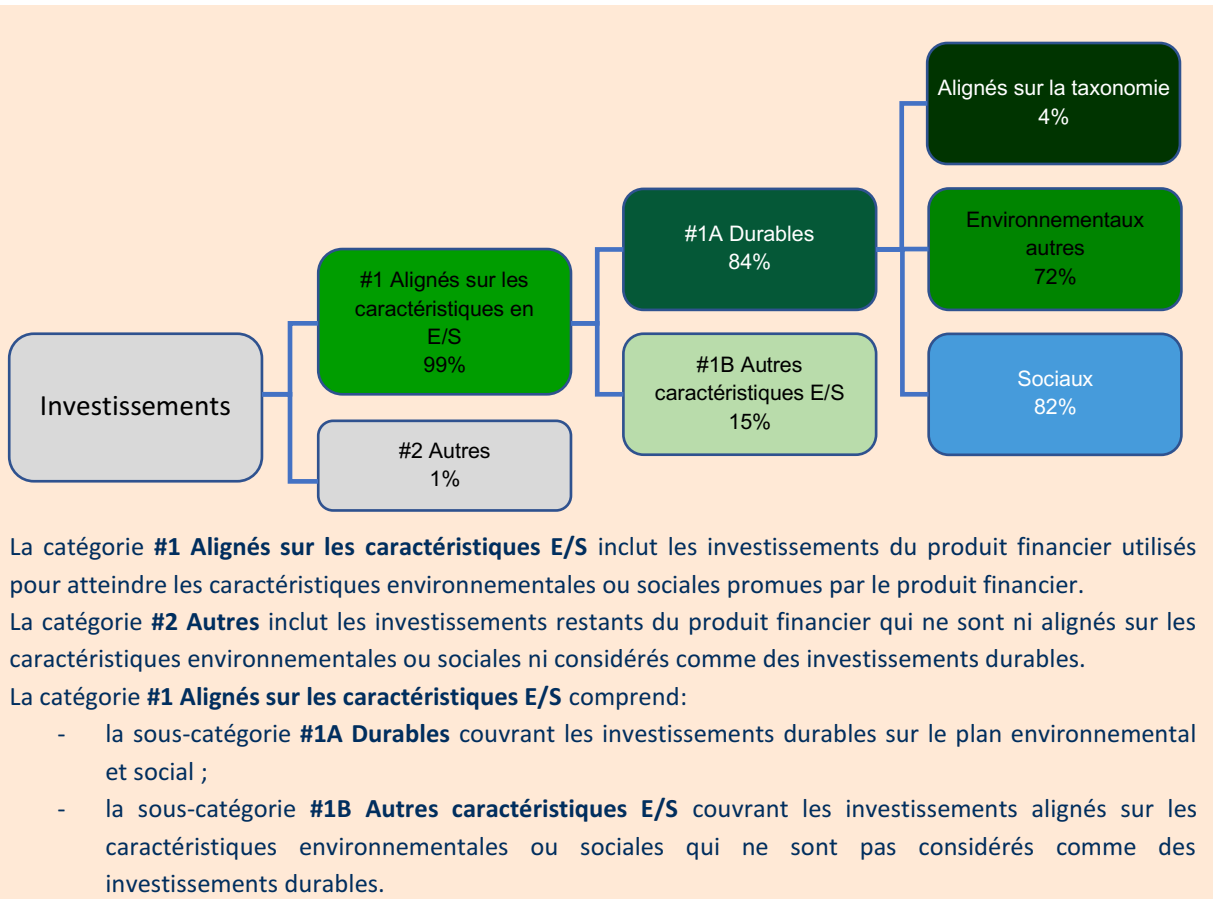 Investissements
#1 Alignés sur les
caractéristiques en
E/S
99%
#2 Autres
1%
#1A Durables
84%
#1B Autres
caractéristiques E/S
15%
Alignés sur la taxonomie
4%
Environnementaux
autres
72%
Sociaux
82%
La catégorie #1 Alignés sur les caractéristiques E/S inclut les investissements du produit financier utilisés
pour atteindre les caractéristiques environnementales ou sociales promues par le produit financier.
La catégorie #2 Autres inclut les investissements restants du produit financier qui ne sont ni alignés sur les
caractéristiques environnementales ou sociales ni considérés comme des investissements durables.
La catégorie #1 Alignés sur les caractéristiques E/S comprend:
- la sous-catégorie #1A Durables couvrant les investissements durables sur le plan environnemental
et social ;
- la sous-catégorie #1B Autres caractéristiques E/S couvrant les investissements alignés sur les
caractéristiques environnementales ou sociales qui ne sont pas considérés comme des
investissements durables.